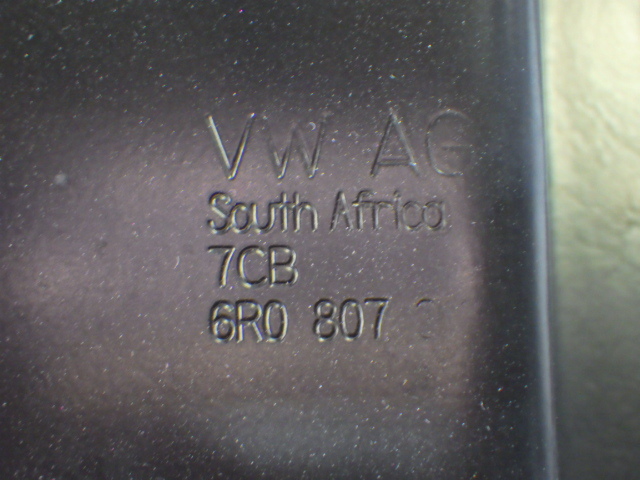 VW AG
South Africa
7CB
6R0 807